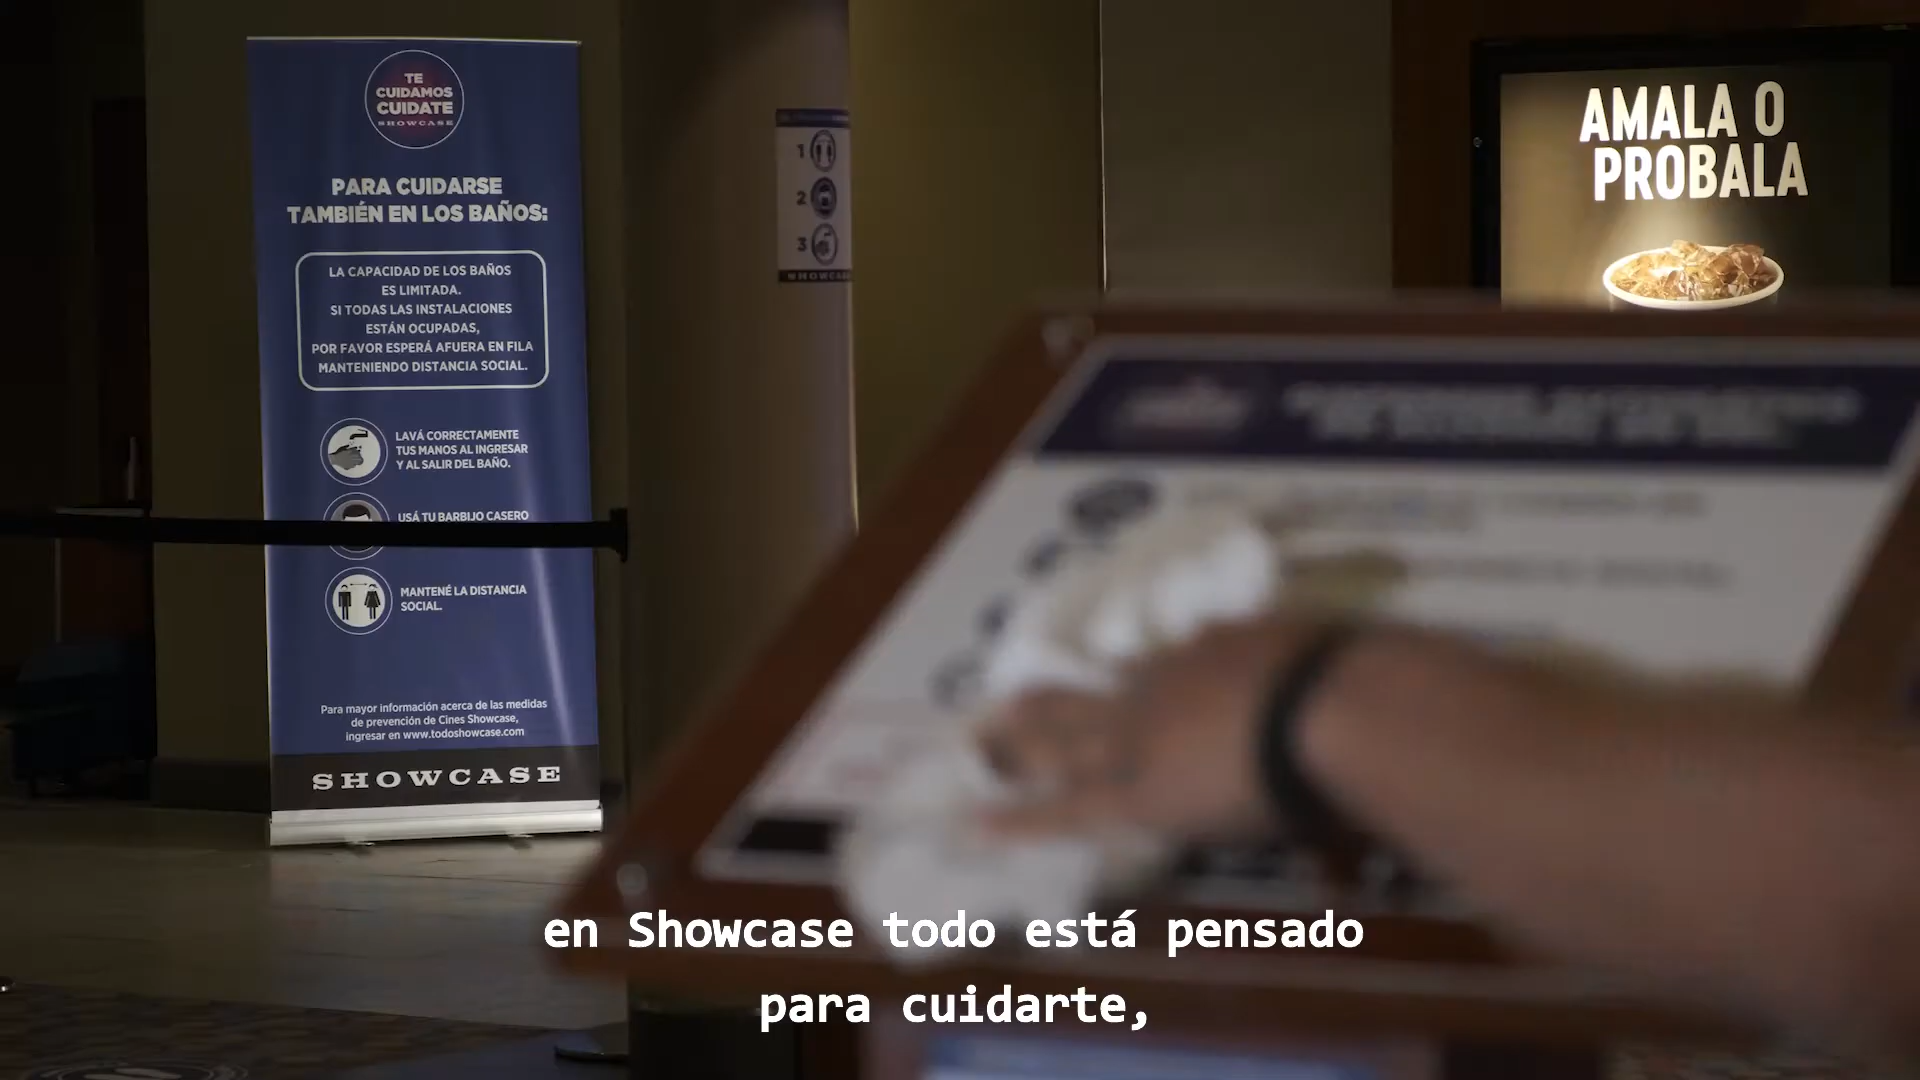 TE
CUIDAMOS
CUIDATE
SHOWCASE
PARA CUIDARSE
TAMBIÉN EN LOS BAÑOS:
LA CAPACIDAD DE LOS BAÑOS
ES LIMITADA.
SI TODAS LAS INSTALACIONES
ESTÁN OCUPADAS,
POR FAVOR ESPERÁ AFUERA EN FILA
MANTENIENDO DISTANCIA SOCIAL.
LAVÁ CORRECTAMENTE
TUS MANOS AL INGRESAR
Y AL SALIR DEL BAÑO.
USÁ TU BARBIJO CASERO
MANTENÉ LA DISTANCIA
SOCIAL.
Para mayor información acerca de las medidas
de prevención de Cines Showcase,
ingresar en www.todoshowcase.com
SHOWCASE
1
2
3
SHOWCASE
AMALA O
PROBALA
en Showcase todo está pensado
para cuidarte,